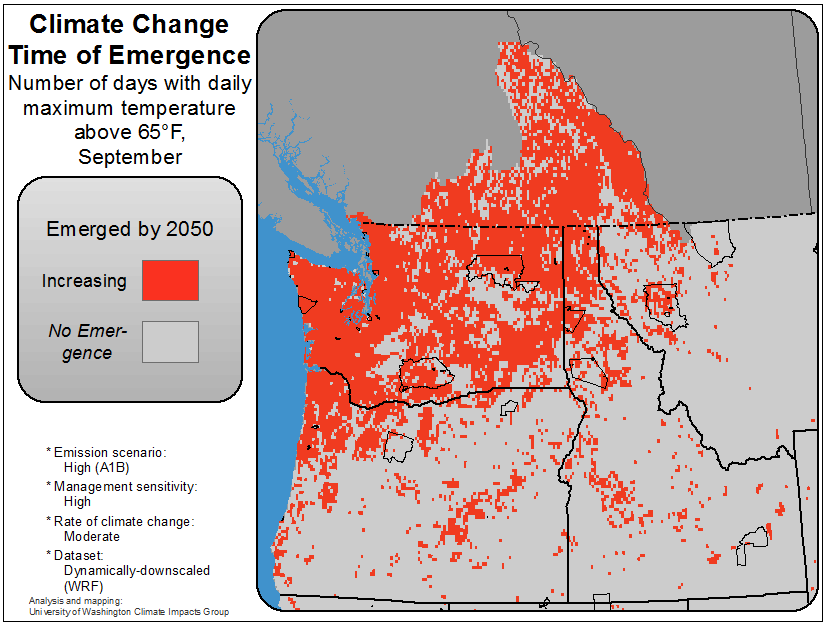 Climate Change
Time of Emergence
Number of days with daily
maximum temperature
above 65°F,
September
Emerged by 2050
Increasing
No Emer-
gence
* Emission scenario:
High (A1B)
* Management sensitivity:
High
* Rate of climate change:
Moderate
* Dataset:
Dynamically-downscaled
(WRF)
Analysis and mapping:
University of Washington Climate Impacts Group